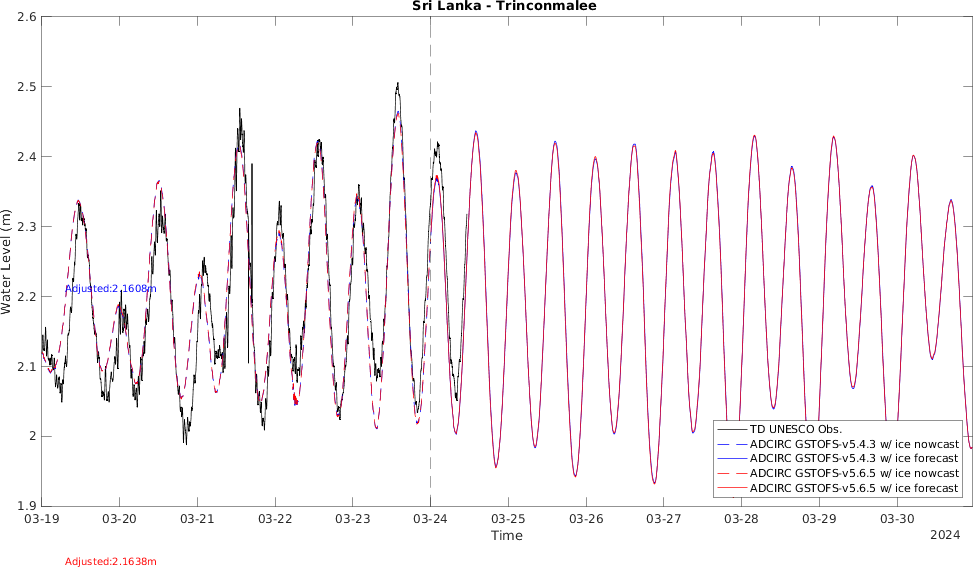 Sri Lanka - Trinconmalee
2.6
2.5
2.4
2.3
2.2
2.1
2
1.9
Water Level (m)
Adjusted:2.1608m
TD UNESCO Obs.
ADCIRC GSTOFS-v5.4.3 w/ ice nowcast
ADCIRC GSTOFS-v5.4.3 w/ ice forecast
ADCIRC GSTOFS-v5.6.5 w/ ice nowcast
ADCIRC GSTOFS-v5.6.5 w/ ice forecast
03-19 03-20 03-21 03-22 03-23 03-24 03-25 03-26 03-27 03-28 03-29 03-30
Time
2024
Adjusted:2.1638m